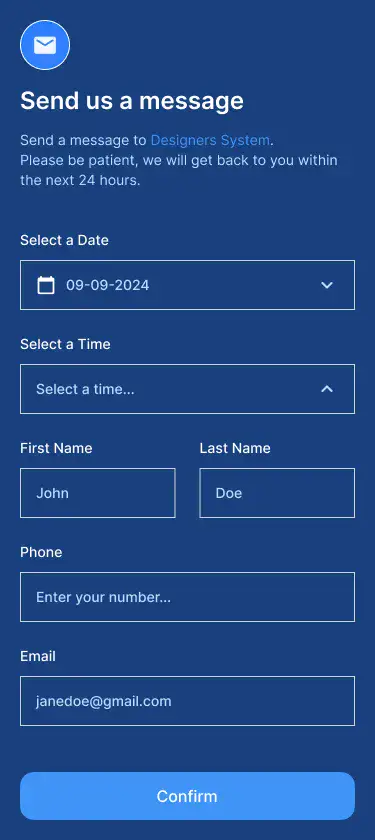 Send us a message
Send a message to Designers System.
Please be patient, we will get back to you within
the next 24 hours.
Select a Date
09-09-2024
Select a Time
Select a time...
First Name
Last Name
John
Doe
Phone
Enter your number...
Email
janedoe@gmail.com
Confirm